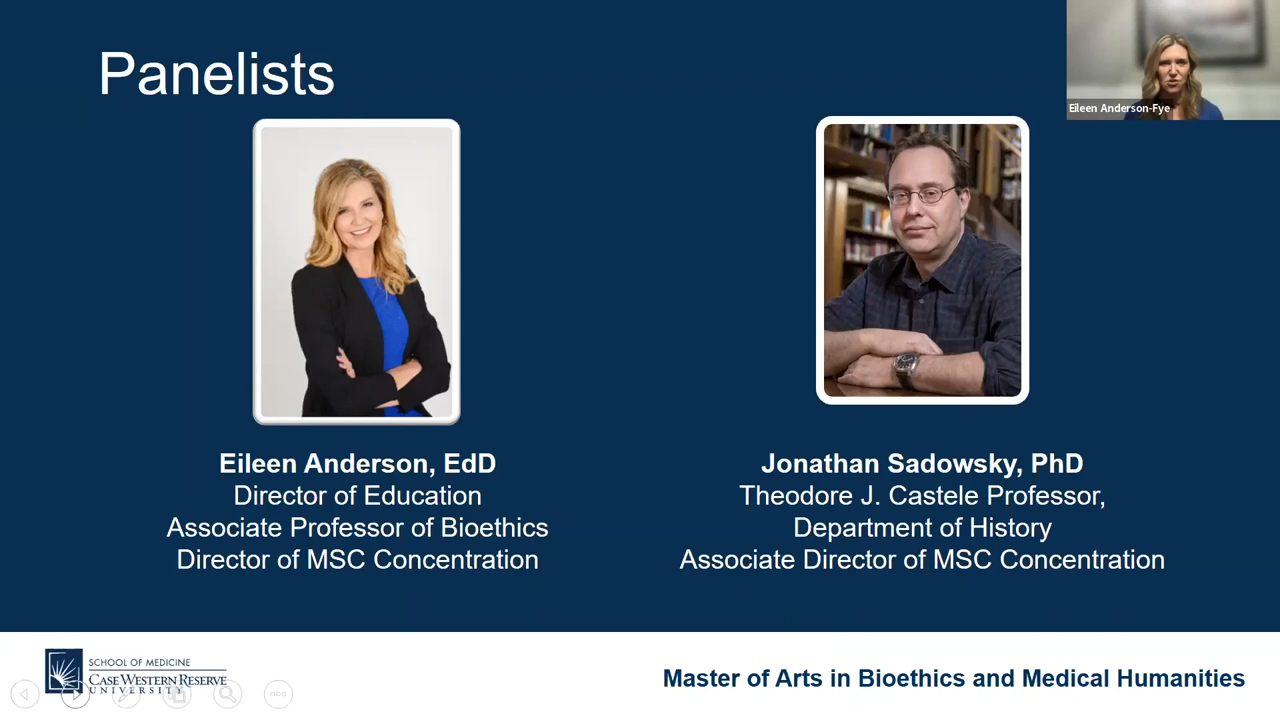 Panelists
Eileen Anderson-Fye
Eileen Anderson, EdD
Director of Education
Associate Professor of Bioethics
Director of MSC Concentration
Jonathan Sadowsky, PhD
Theodore J. Castele Professor,
Department of History
Associate Director of MSC Concentration
SCHOOL OF MEDICINE
CASE WESTERN RESERVE
UNIVERSITY
Master of Arts in Bioethics and Medical Humanities